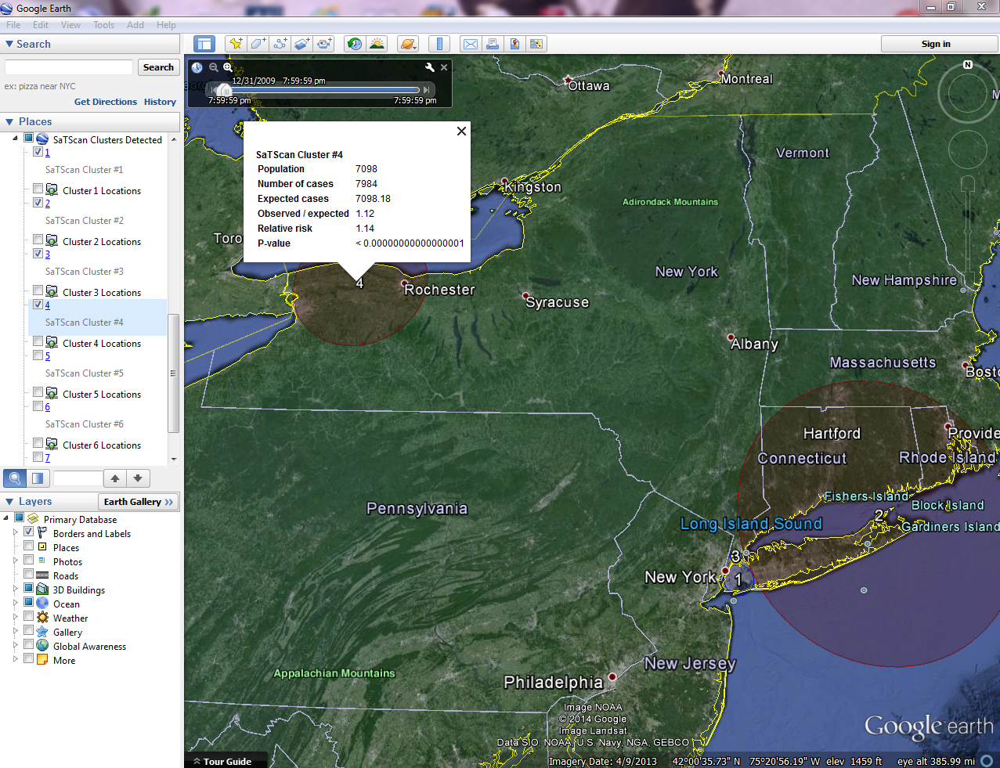 Google Earth
File Edit View Tools Add Help
Search
Search
ex: pizza near NYC
Get Directions History
Places
SaTScan Clusters Detected
1
SaTScan Cluster #1
Cluster 1 Locations
2
SaTScan Cluster #2
Cluster 2 Locations
3
SaTScan Cluster #3
Cluster 3 Locations
4
SaTScan Cluster #4
Cluster 4 Locations
5
SaTScan Cluster #5
Cluster 5 Locations
6
SaTScan Cluster #6
Cluster 6 Locations
7
Layers
Earth Gallery »
Primary Database
Borders and Labels
Places
Photos
Roads
3D Buildings
Ocean
Weather
Gallery
Global Awareness
More
Sign in
12/31/2009 7:59:59 pm
7:59:59 pm 7:59:59 pm
N
SaTScan Cluster #4
Population 7098
Number of cases 7984
Expected cases 7098.18
Observed / expected 1.12
Relative risk 1.14
P-value < 0.00000000000000001
Ottawa
Montreal
Vermont
Kingston
Adirondack Mountains
Toro
New York
New Hampshire
4
Rochester
Syracuse
Albany
Massachusetts
Bost
Hartford
Provide
Connecticut
Rhode Island
Fishers Island
Block Island
2
Long Island Sound
Gardiners Island
Pennsylvania
3
New York
1
New Jersey
Appalachian Mountains
Philadelphia
Image NOAA
© 2014 Google
Image Landsat
Data SIO, NOAA, U.S. Navy, NGA, GEBCO
Google earth
Tour Guide
Imagery Date: 4/9/2013 42°00'35.73" N 75°20'56.19" W elev 1459 ft eye alt 385.99 mi